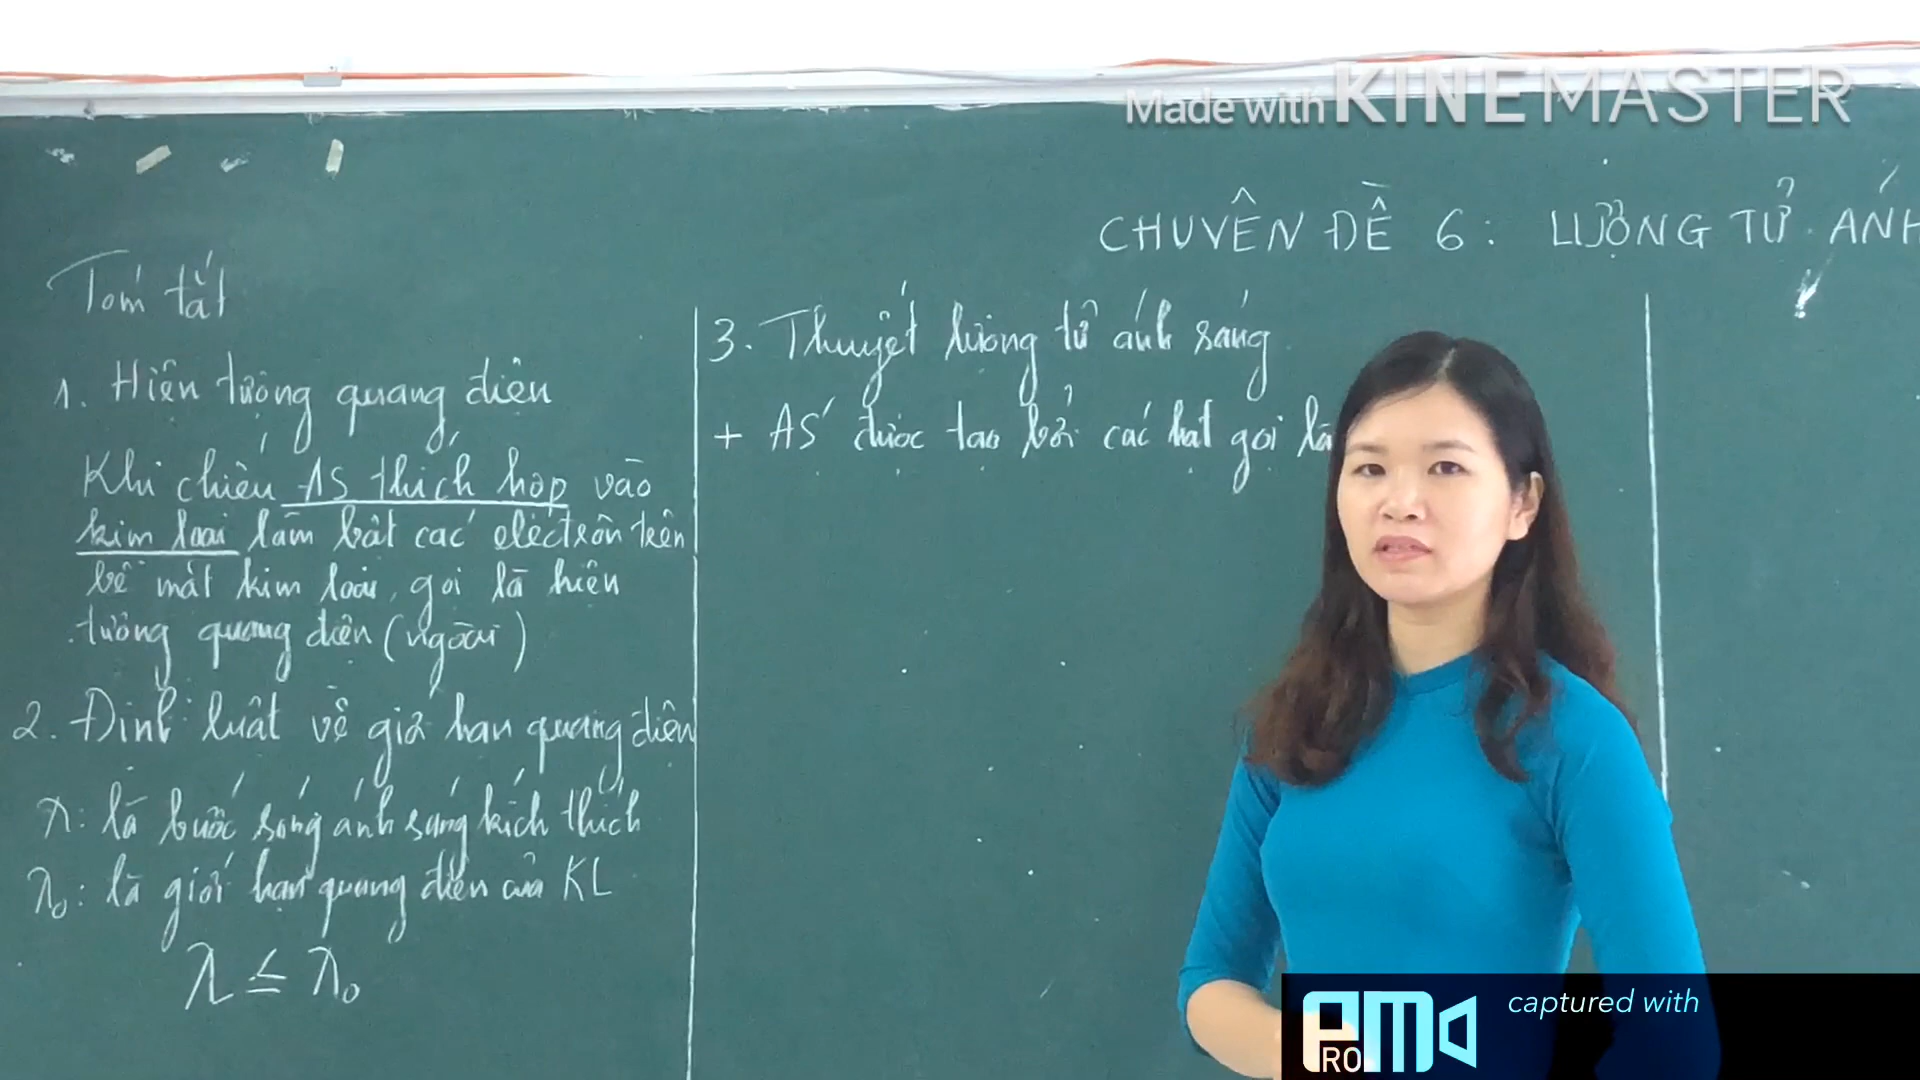 Made with KINEMASTER
CHUYÊN ĐỀ 6: LƯỢNG TỬ ÁNH
Tóm tắt
1. Hiện tượng quang điện
Khi chiếu AS thích hợp vào
kim loại làm bật các electron trên
bề mặt kim loại, gọi là hiện
tượng quang điện (ngoài)
2. Định luật về giới hạn quang điện
λ: là bước sóng ánh sáng kích thích
λ₀: là giới hạn quang điện của KL
λ ≤ λ₀
3. Thuyết lượng tử ánh sáng
+ AS được tạo bởi các hạt gọi là
captured with
PRO.M